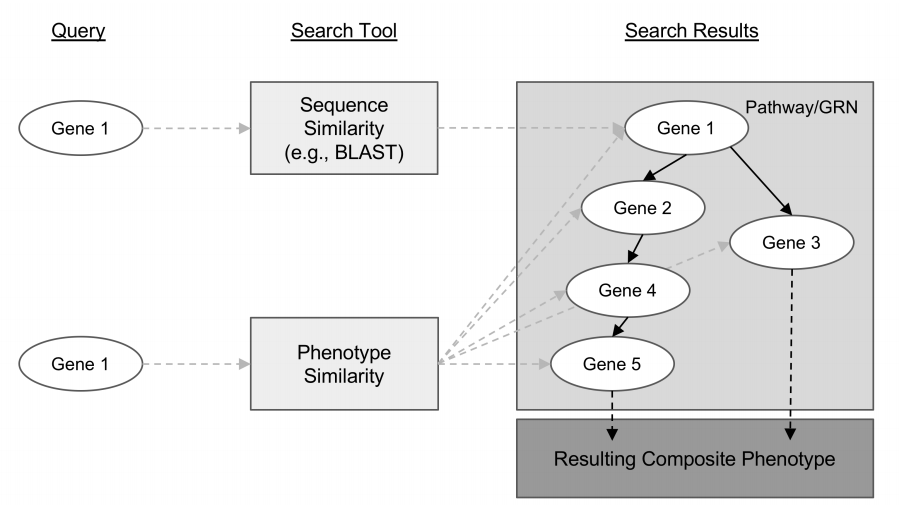 Query
Search Tool
Search Results
Gene 1
Sequence
Similarity
(e.g., BLAST)
Gene 1
Pathway/GRN
Gene 2
Gene 3
Gene 4
Gene 1
Phenotype
Similarity
Gene 5
Resulting Composite Phenotype